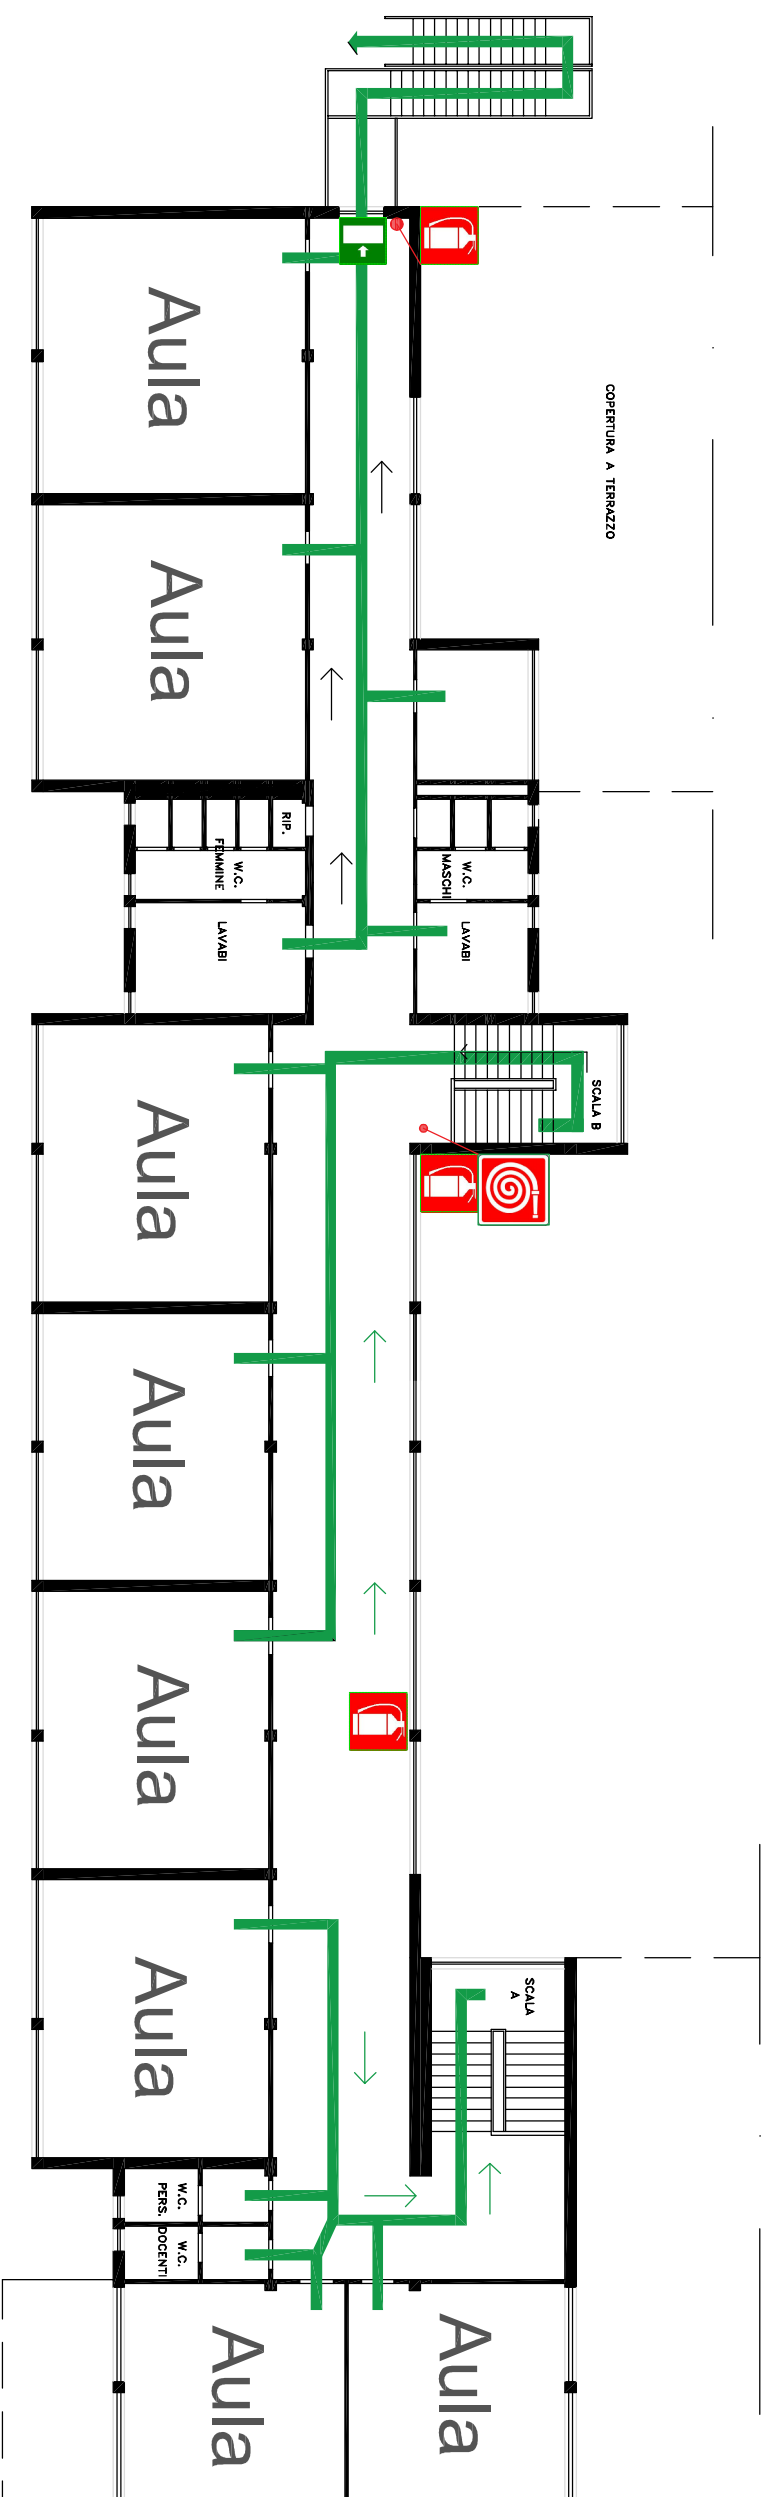 Aula
COPERTURA A TERRAZZO
Aula
RIP.
W.C.
FEMMINE
W.C.
MASCHI
LAVABI
LAVABI
SCALA B
Aula
Aula
Aula
Aula
SCALA
A
W.C.
PERS.
W.C.
DOCENTI
Aula
Aula